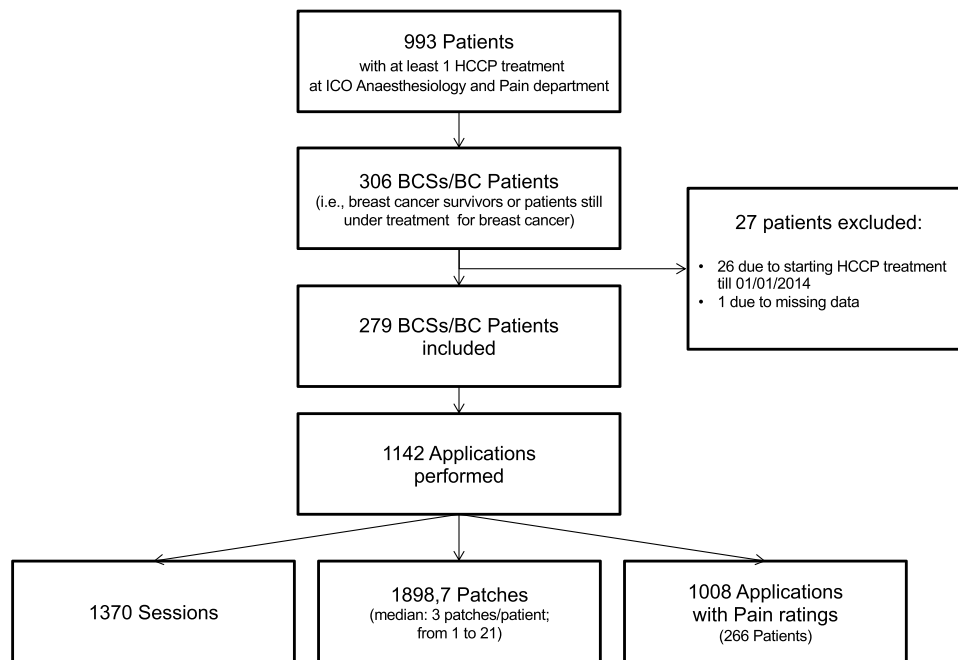 993 Patients
with at least 1 HCCP treatment
at ICO Anaesthesiology and Pain department
306 BCSs/BC Patients
(i.e., breast cancer survivors or patients still
under treatment for breast cancer)
27 patients excluded:
• 26 due to starting HCCP treatment
till 01/01/2014
• 1 due to missing data
279 BCSs/BC Patients
included
1142 Applications
performed
1370 Sessions
1898,7 Patches
(median: 3 patches/patient;
from 1 to 21)
1008 Applications
with Pain ratings
(266 Patients)